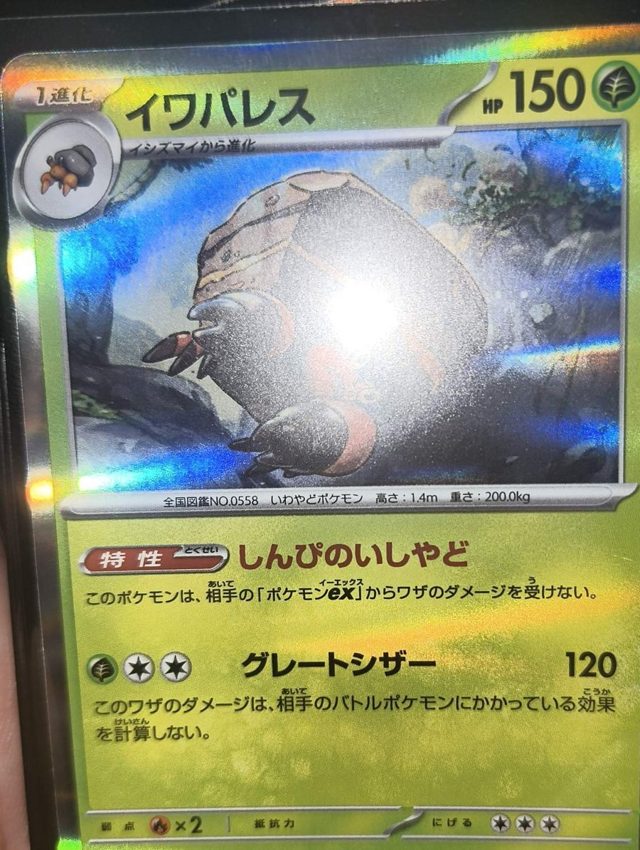 1進化
イワパレス
HP 150
イシズマイから進化
全国図鑑NO.0558 いわやどポケモン 高さ:1.4m 重さ:200.0kg
特性 とくせい しんぴのいしやど
このポケモンは、相手の「ポケモンex」からワザのダメージを受けない。
グレートシザー 120
このワザのダメージは、相手のバトルポケモンにかかっている効果
を計算しない。
弱点 ×2 抵抗力 にげる